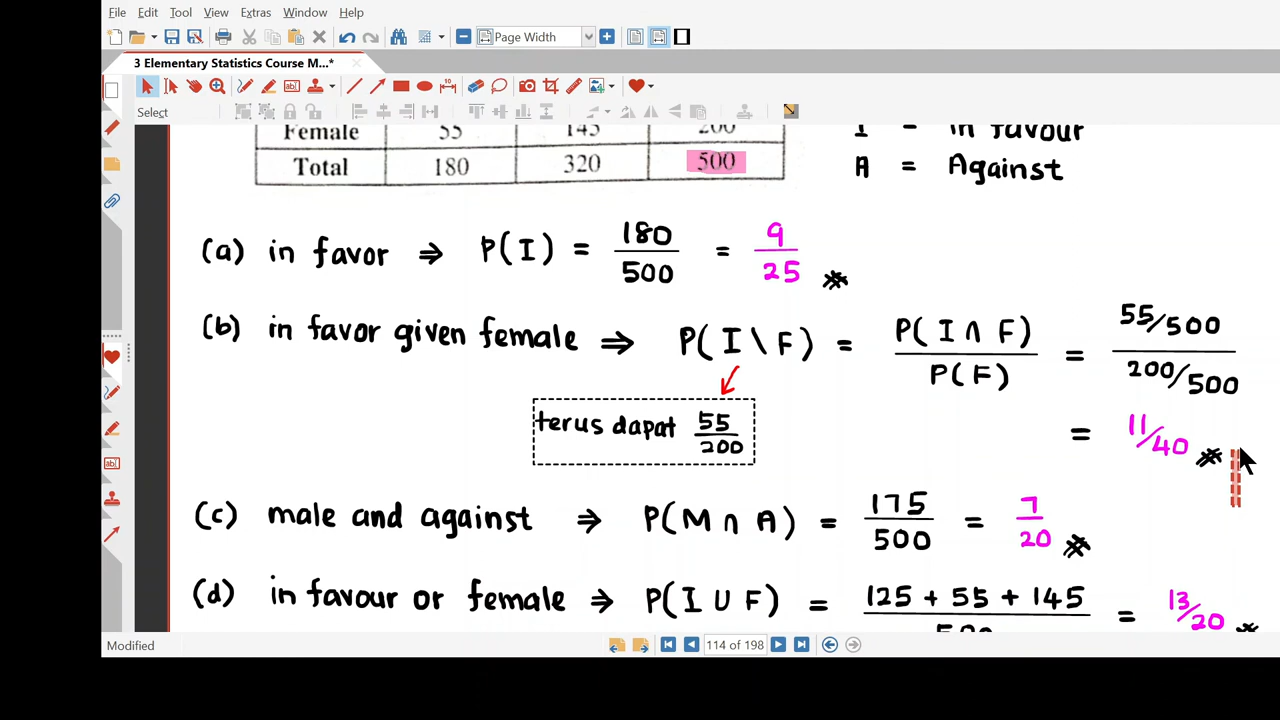 File Edit Tool View Extras Window Help
Page Width
3 Elementary Statistics Course M...*
Select
Female 55 145 200
Total 180 320 500
I = in favour
A = Against
(a) in favor ⇒ P(I) = 180/500 = 9/25
(b) in favor given female ⇒ P(I \ F) = P(I ∩ F)/P(F) = 55/500 / 200/500
terus dapat 55/200
= 11/40
(c) male and against ⇒ P(M ∩ A) = 175/500 = 7/20
(d) in favour or female ⇒ P(I ∪ F) = 125 + 55 + 145/500 = 13/20
Modified
114 of 198